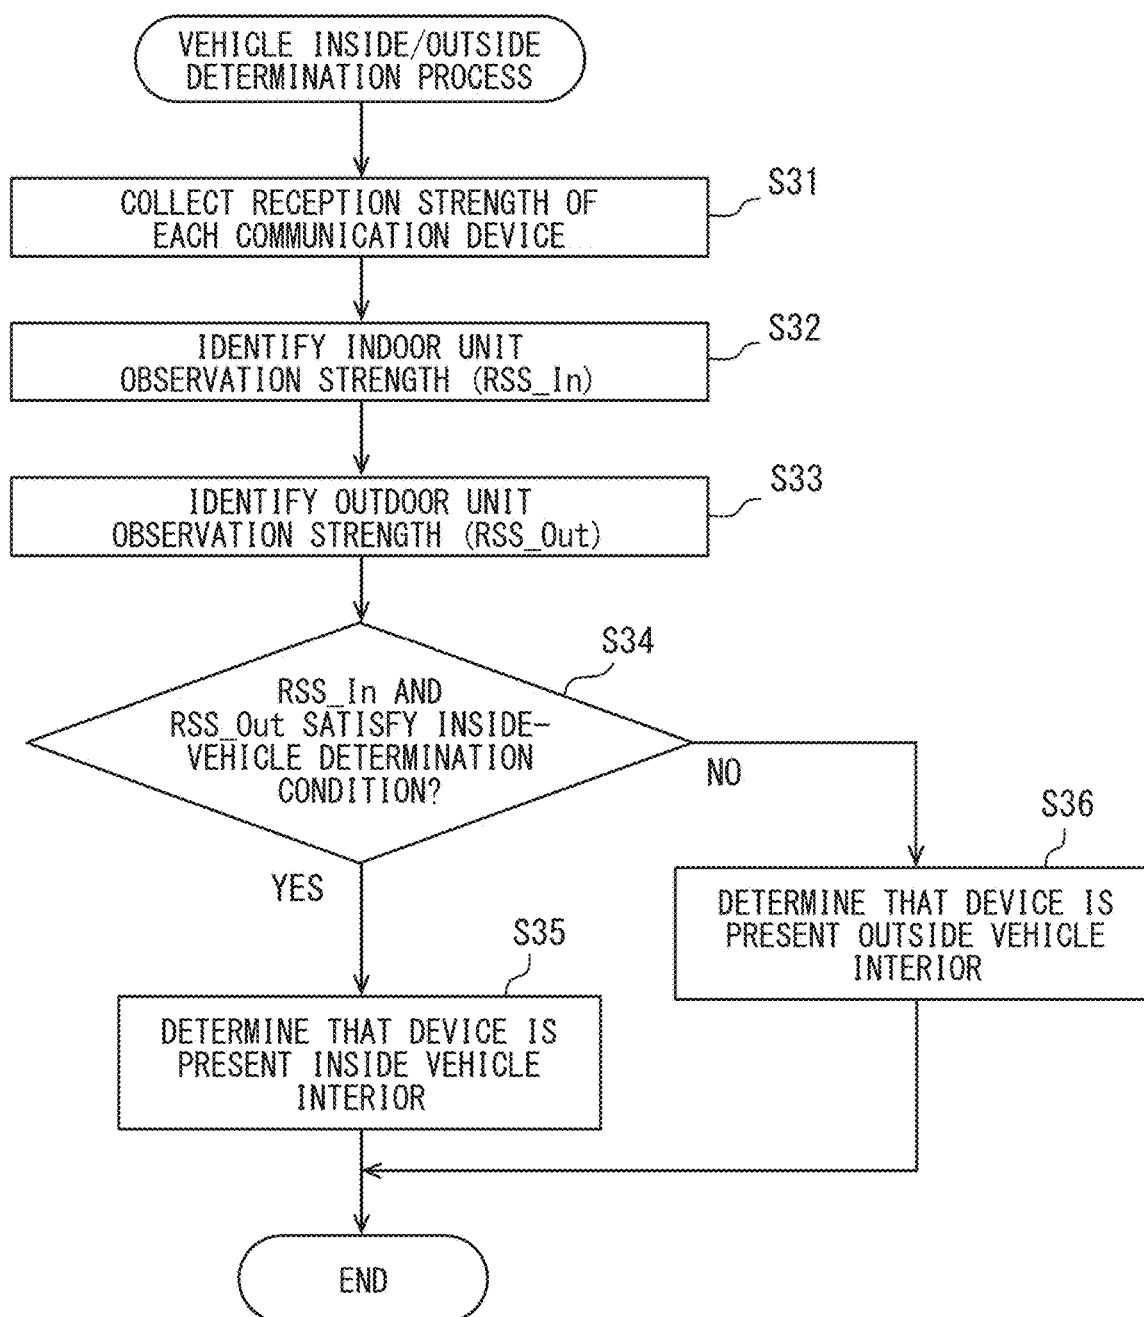 VEHICLE INSIDE/OUTSIDE
DETERMINATION PROCESS
S31
COLLECT RECEPTION STRENGTH OF
EACH COMMUNICATION DEVICE
S32
IDENTIFY INDOOR UNIT
OBSERVATION STRENGTH (RSS_In)
S33
IDENTIFY OUTDOOR UNIT
OBSERVATION STRENGTH (RSS_Out)
S34
RSS_In AND
RSS_Out SATISFY INSIDE-
VEHICLE DETERMINATION
CONDITION?
NO
YES
S36
DETERMINE THAT DEVICE IS
PRESENT OUTSIDE VEHICLE
INTERIOR
S35
DETERMINE THAT DEVICE IS
PRESENT INSIDE VEHICLE
INTERIOR
END